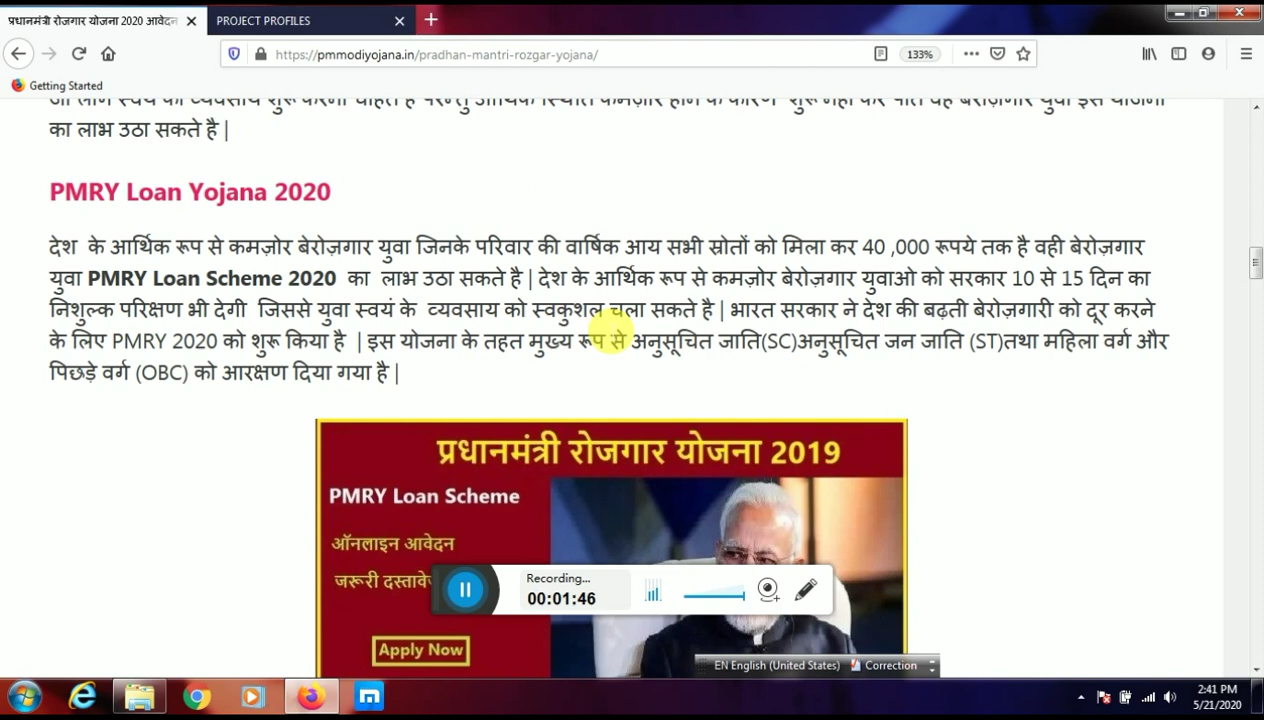 प्रधानमंत्री रोजगार योजना 2020 आवेदन
PROJECT PROFILES
https://pmmodiyojana.in/pradhan-mantri-rozgar-yojana/
133%
Getting Started
का लाभ उठा सकते है |
PMRY Loan Yojana 2020
देश के आर्थिक रूप से कमज़ोर बेरोज़गार युवा जिनके परिवार की वार्षिक आय सभी स्रोतों को मिला कर 40 ,000 रूपये तक है वही बेरोज़गार
युवा PMRY Loan Scheme 2020 का लाभ उठा सकते है | देश के आर्थिक रूप से कमज़ोर बेरोज़गार युवाओ को सरकार 10 से 15 दिन का
निशुल्क परिक्षण भी देगी जिससे युवा स्वयं के व्यवसाय को स्वकुशल चला सकते है | भारत सरकार ने देश की बढ़ती बेरोज़गारी को दूर करने
के लिए PMRY 2020 को शुरू किया है | इस योजना के तहत मुख्य रूप से अनुसूचित जाति(SC)अनुसूचित जन जाति (ST)तथा महिला वर्ग और
पिछड़े वर्ग (OBC) को आरक्षण दिया गया है |
प्रधानमंत्री रोजगार योजना 2019
PMRY Loan Scheme
ऑनलाइन आवेदन
जरूरी
Recording...
00:01:46
Apply Now
EN English (United States) Correction
2:41 PM
5/21/2020